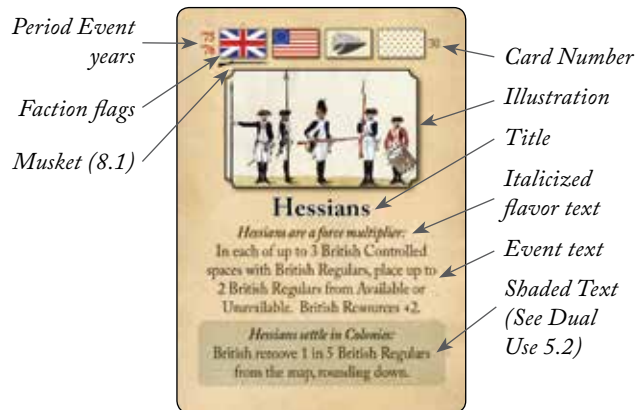 Period Event
years
Faction flags
Musket (8.1)
30
Hessians
Hessians are a force multiplier:
In each of up to 3 British Controlled
spaces with British Regulars, place up to
2 British Regulars from Available or
Unavailable. British Resources +2.
Hessians settle in Colonies:
British remove 1 in 5 British Regulars
from the map, rounding down.
Card Number
Illustration
Title
Italicized
flavor text
Event text
Shaded Text
(See Dual
Use 5.2)